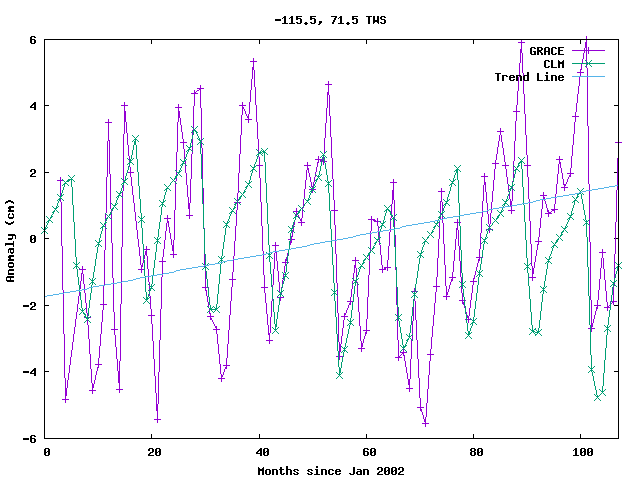 -115.5, 71.5 TWS
GRACE
CLM
Trend Line
6
4
2
0
-2
-4
-6
Anomaly (cm)
0 20 40 60 80 100
Months since Jan 2002